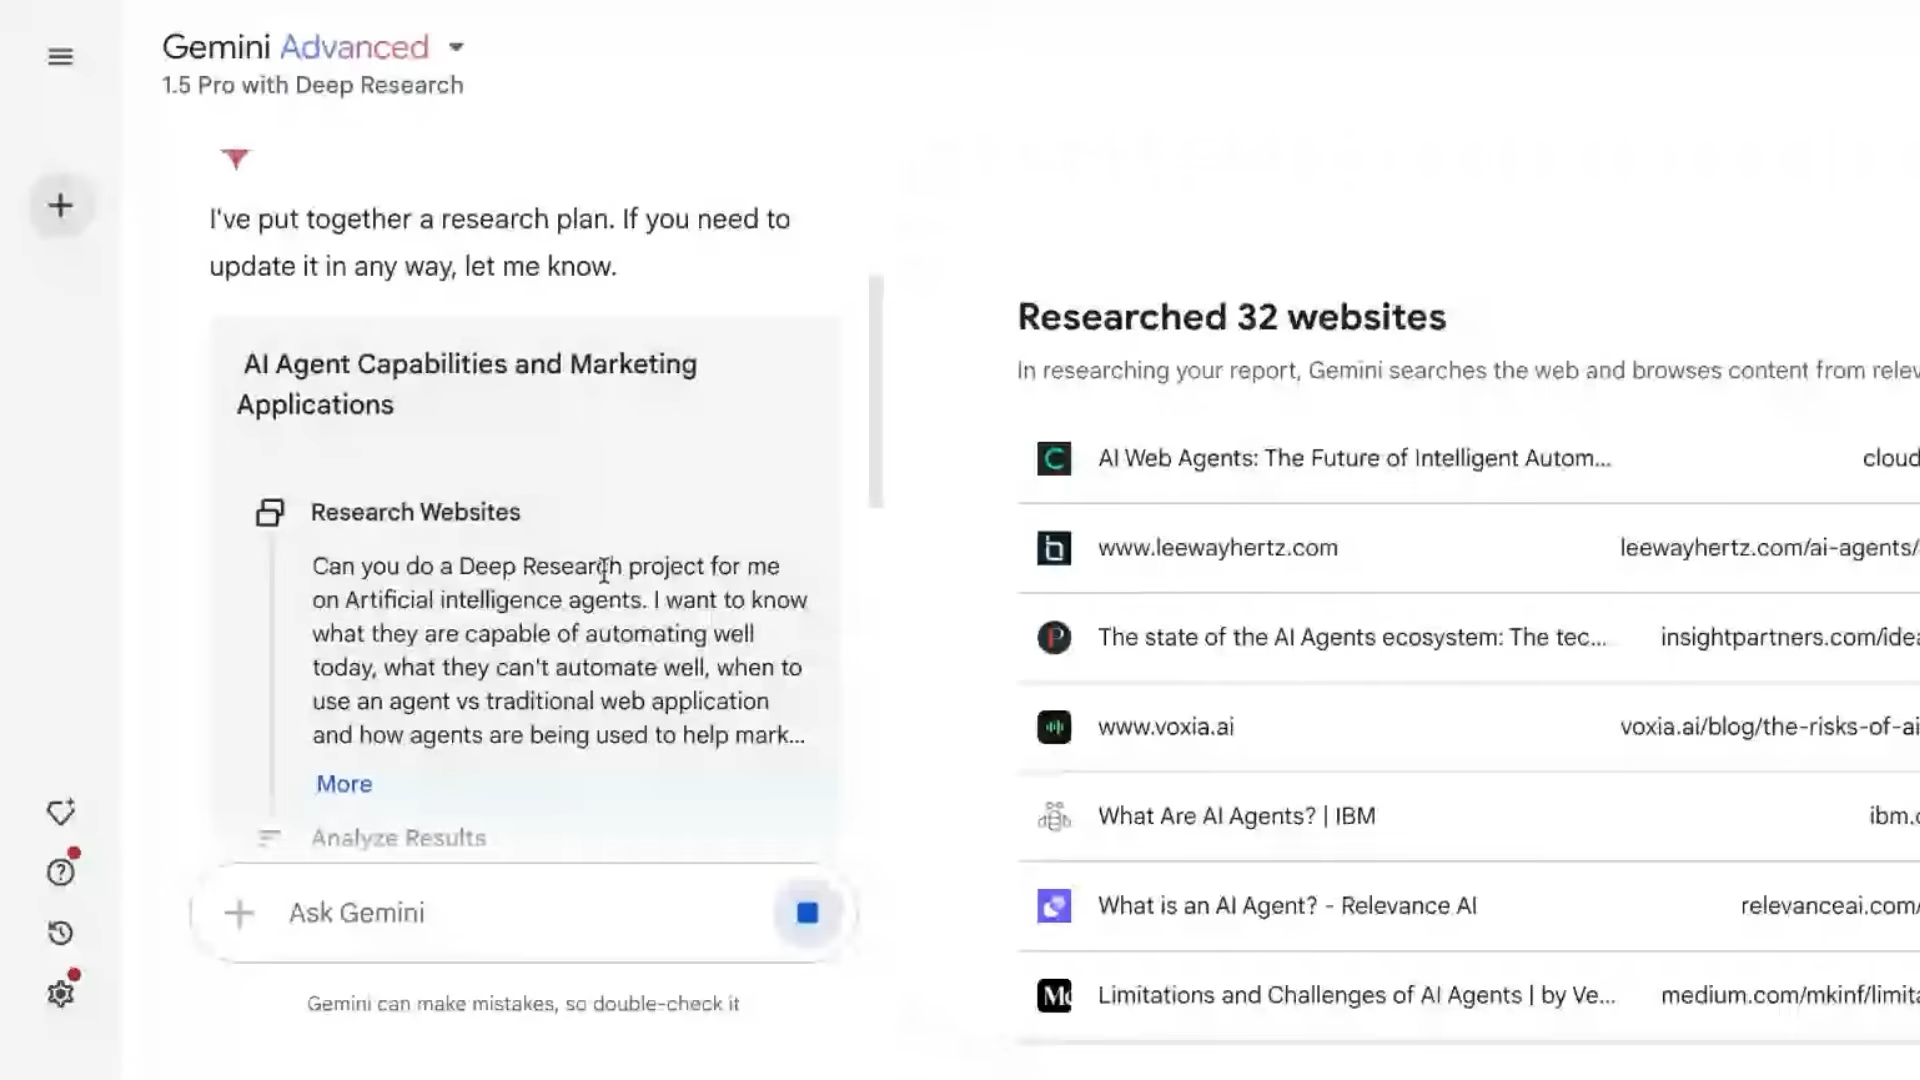 Gemini Advanced
1.5 Pro with Deep Research
I've put together a research plan. If you need to
update it in any way, let me know.
AI Agent Capabilities and Marketing
Applications
Research Websites
Can you do a Deep Research project for me
on Artificial intelligence agents. I want to know
what they are capable of automating well
today, what they can't automate well, when to
use an agent vs traditional web application
and how agents are being used to help mark...
More
Analyze Results
Ask Gemini
Gemini can make mistakes, so double-check it
Researched 32 websites
In researching your report, Gemini searches the web and browses content from relev
AI Web Agents: The Future of Intelligent Autom... cloud
www.leewayhertz.com leewayhertz.com/ai-agents/
The state of the AI Agents ecosystem: The tec... insightpartners.com/idea
www.voxia.ai voxia.ai/blog/the-risks-of-ai
What Are AI Agents? | IBM ibm.c
What is an AI Agent? - Relevance AI relevanceai.com/
Limitations and Challenges of AI Agents | by Ve... medium.com/mkinf/limita